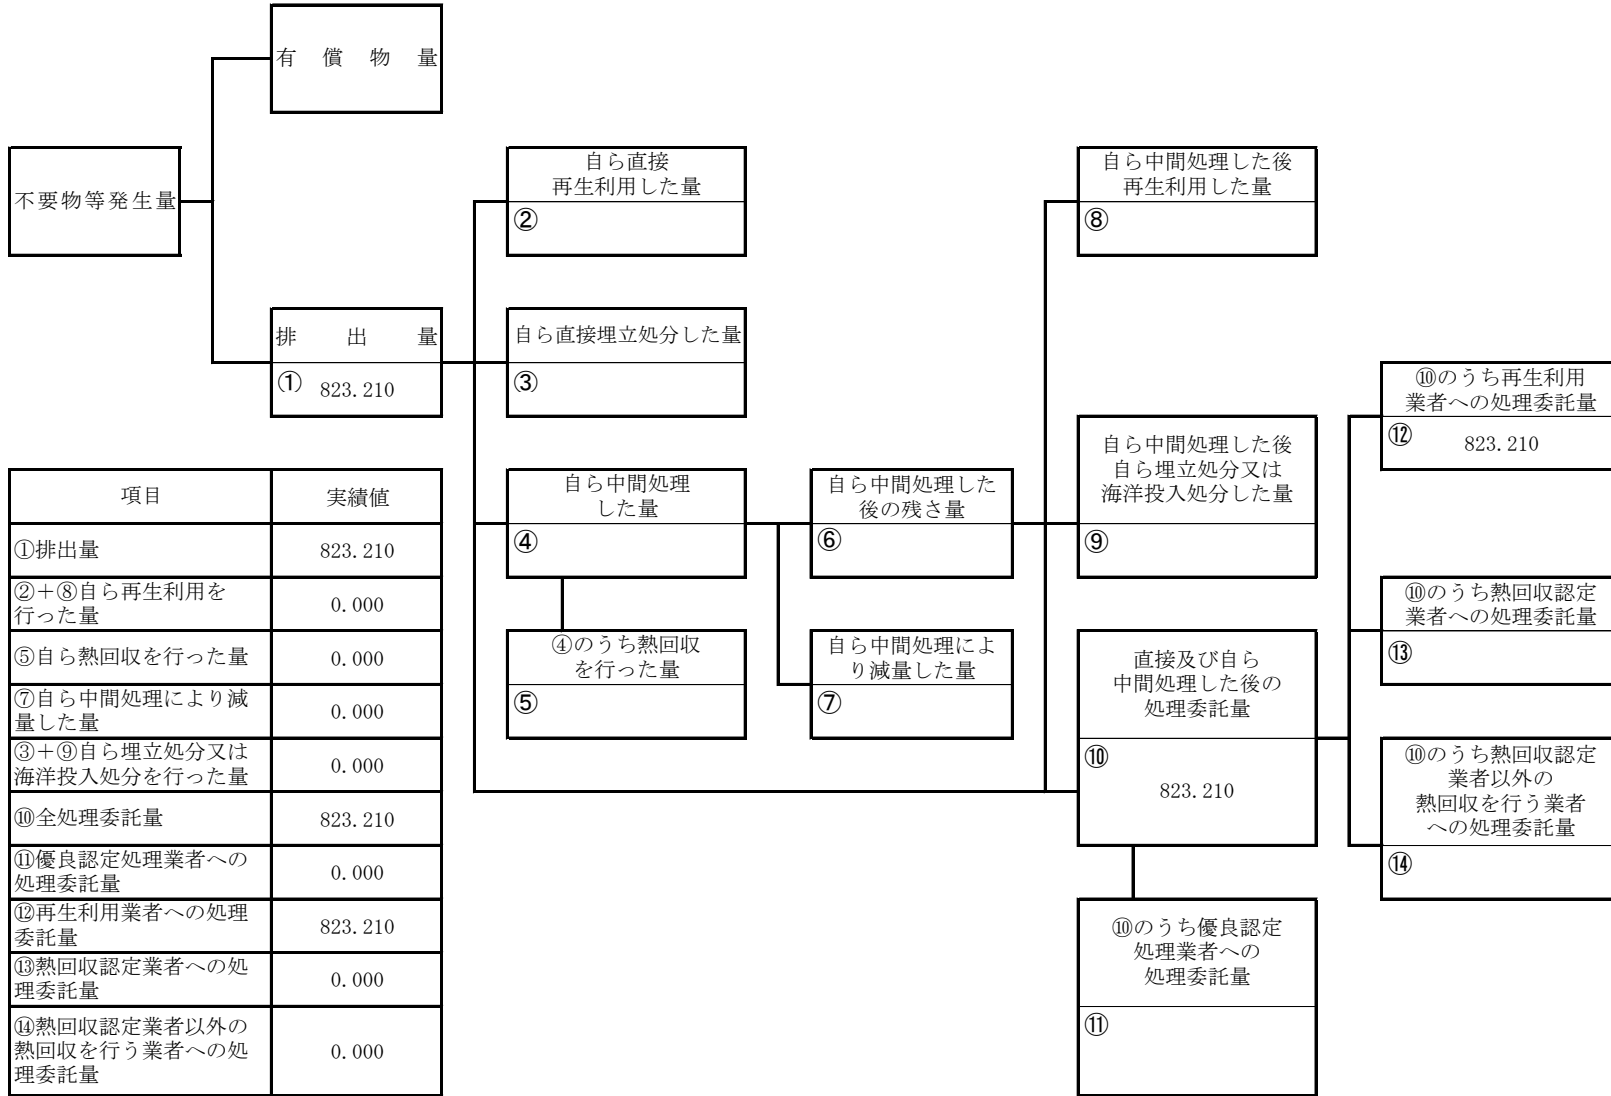 有償物量
不要物等発生量
排出量
① 823.210
自ら直接
再生利用した量
②
自ら直接埋立処分した量
③
自ら中間処理
した量
④
④のうち熱回収
を行った量
⑤
自ら中間処理した
後の残さ量
⑥
自ら中間処理によ
り減量した量
⑦
自ら中間処理した後
再生利用した量
⑧
自ら中間処理した後
自ら埋立処分又は
海洋投入処分した量
⑨
直接及び自ら
中間処理した後の
処理委託量
⑩
823.210
⑩のうち優良認定
処理業者への
処理委託量
⑪
⑩のうち再生利用
業者への処理委託量
⑫ 823.210
⑩のうち熱回収認定
業者への処理委託量
⑬
⑩のうち熱回収認定
業者以外の
熱回収を行う業者
への処理委託量
⑭
項目 実績値
①排出量 823.210
②+⑧自ら再生利用を
行った量 0.000
⑤自ら熱回収を行った量 0.000
⑦自ら中間処理により減
量した量 0.000
③+⑨自ら埋立処分又は
海洋投入処分を行った量 0.000
⑩全処理委託量 823.210
⑪優良認定処理業者への
処理委託量 0.000
⑫再生利用業者への処理
委託量 823.210
⑬熱回収認定業者への処
理委託量 0.000
⑭熱回収認定業者以外の
熱回収を行う業者への処
理委託量 0.000